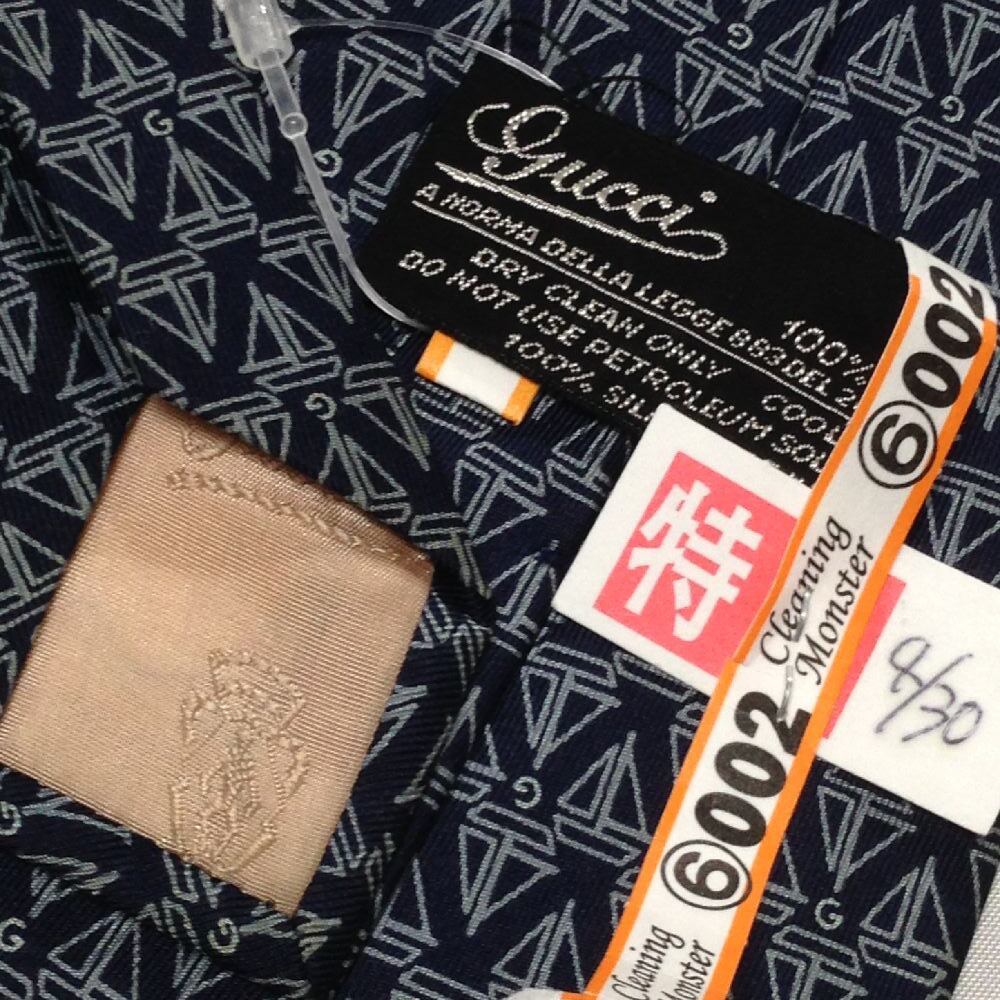 Gucci
A NORMA DELLA LEGGE 883 DEL 2
DRY CLEAN ONLY
DO NOT USE PETROLEUM SOL
100% SIL
100%
COOL
⑥002
Cleaning
Monster
⑥002
Cleaning
Monster
8/30